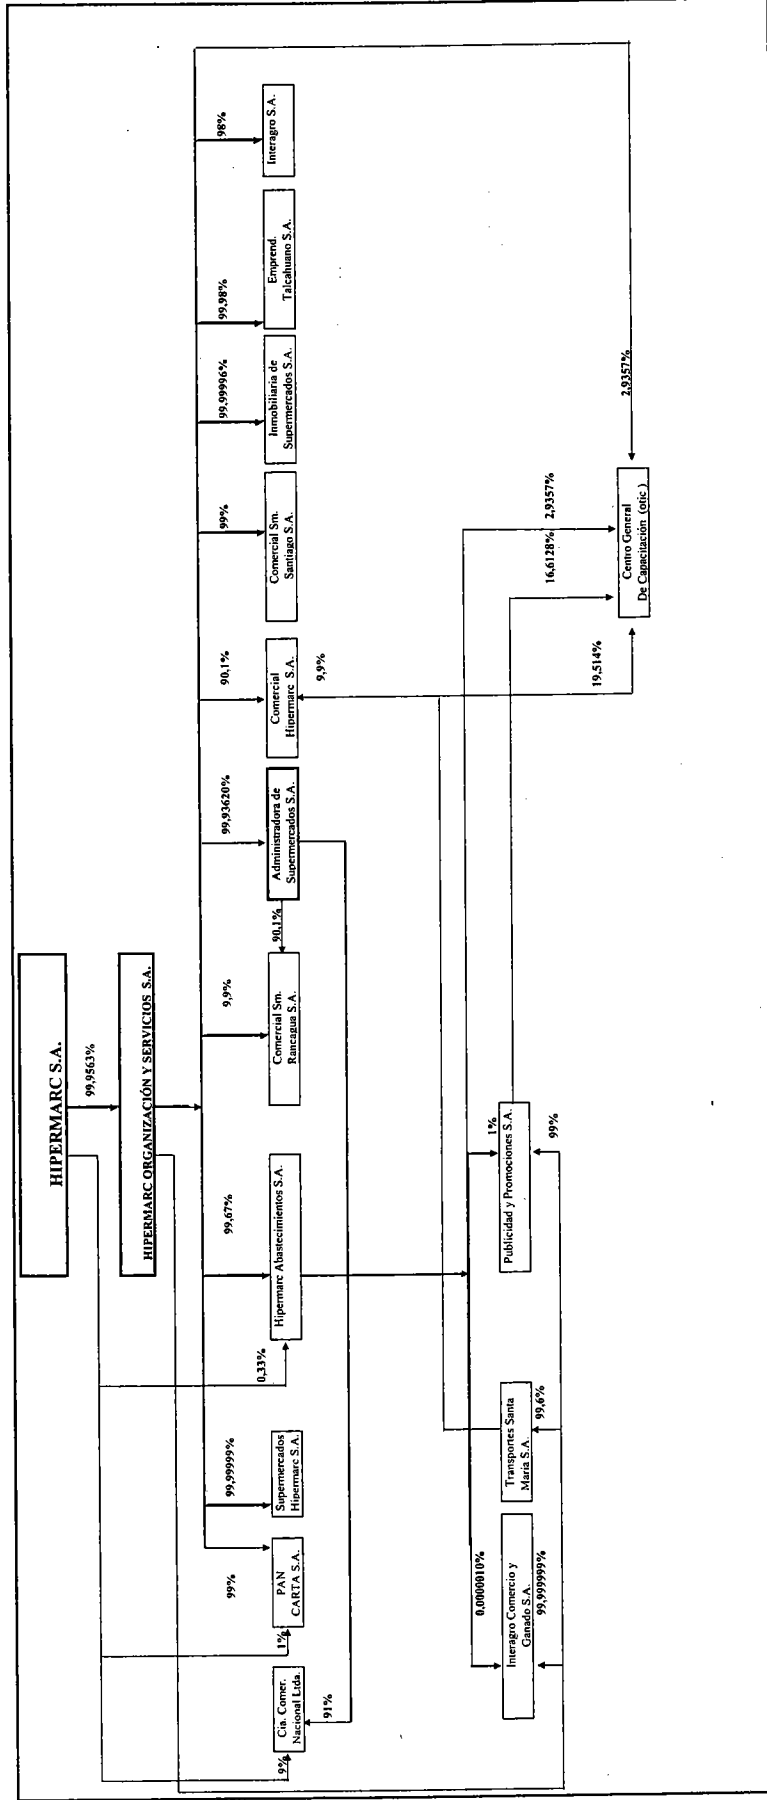 HIPERMARC S.A.
99,9563%
HIPERMARC ORGANIZACIÓN Y SERVICIOS S.A.
99%
99,99999%
99,67%
9,9%
99,93620%
90,1%
99%
99,99996%
99,98%
98%
9%
Cia. Comer.
Nacional Ltda.
91%
1%
PAN
CARTA S.A.
Supermercados
Hipermarc S.A.
0,33%
Hipermarc Abastecimientos S.A.
Comercial Sm.
Rancagua S.A.
90,1%
Administradora de
Supermercados S.A.
Comercial
Hipermarc S.A.
9,9%
Comercial Sm.
Santiago S.A.
Inmobiliaria de
Supermercados S.A.
Emprend.
Talcahuano S.A.
Interagro S.A.
0,0000010%
Interagro Comercio y
Ganado S.A.
99,999999%
Transportes Santa
Maria S.A.
99,6%
1%
Publicidad y Promociones S.A.
99%
19,514%
16,6128%
2,9357%
2,9357%
Centro General
De Capacitación (otic )